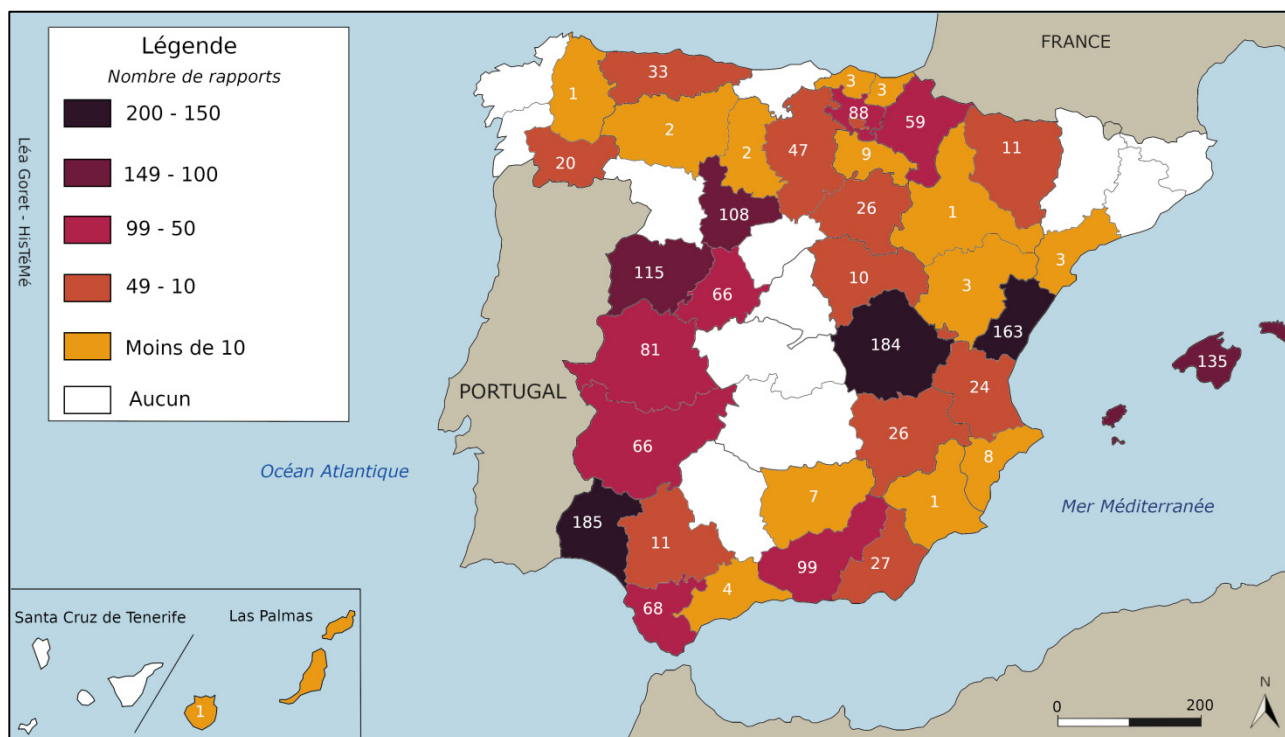 Légende
Nombre de rapports
200 - 150
149 - 100
99 - 50
49 - 10
Moins de 10
Aucun
Léa Goret - HisTéMé
FRANCE
PORTUGAL
Océan Atlantique
Mer Méditerranée
33
3
3
1
88
59
2
2
47
9
11
20
26
1
108
3
115
66
10
3
163
184
135
81
24
66
26
8
7
1
185
11
99
27
4
68
Santa Cruz de Tenerife
Las Palmas
1
N
0
200